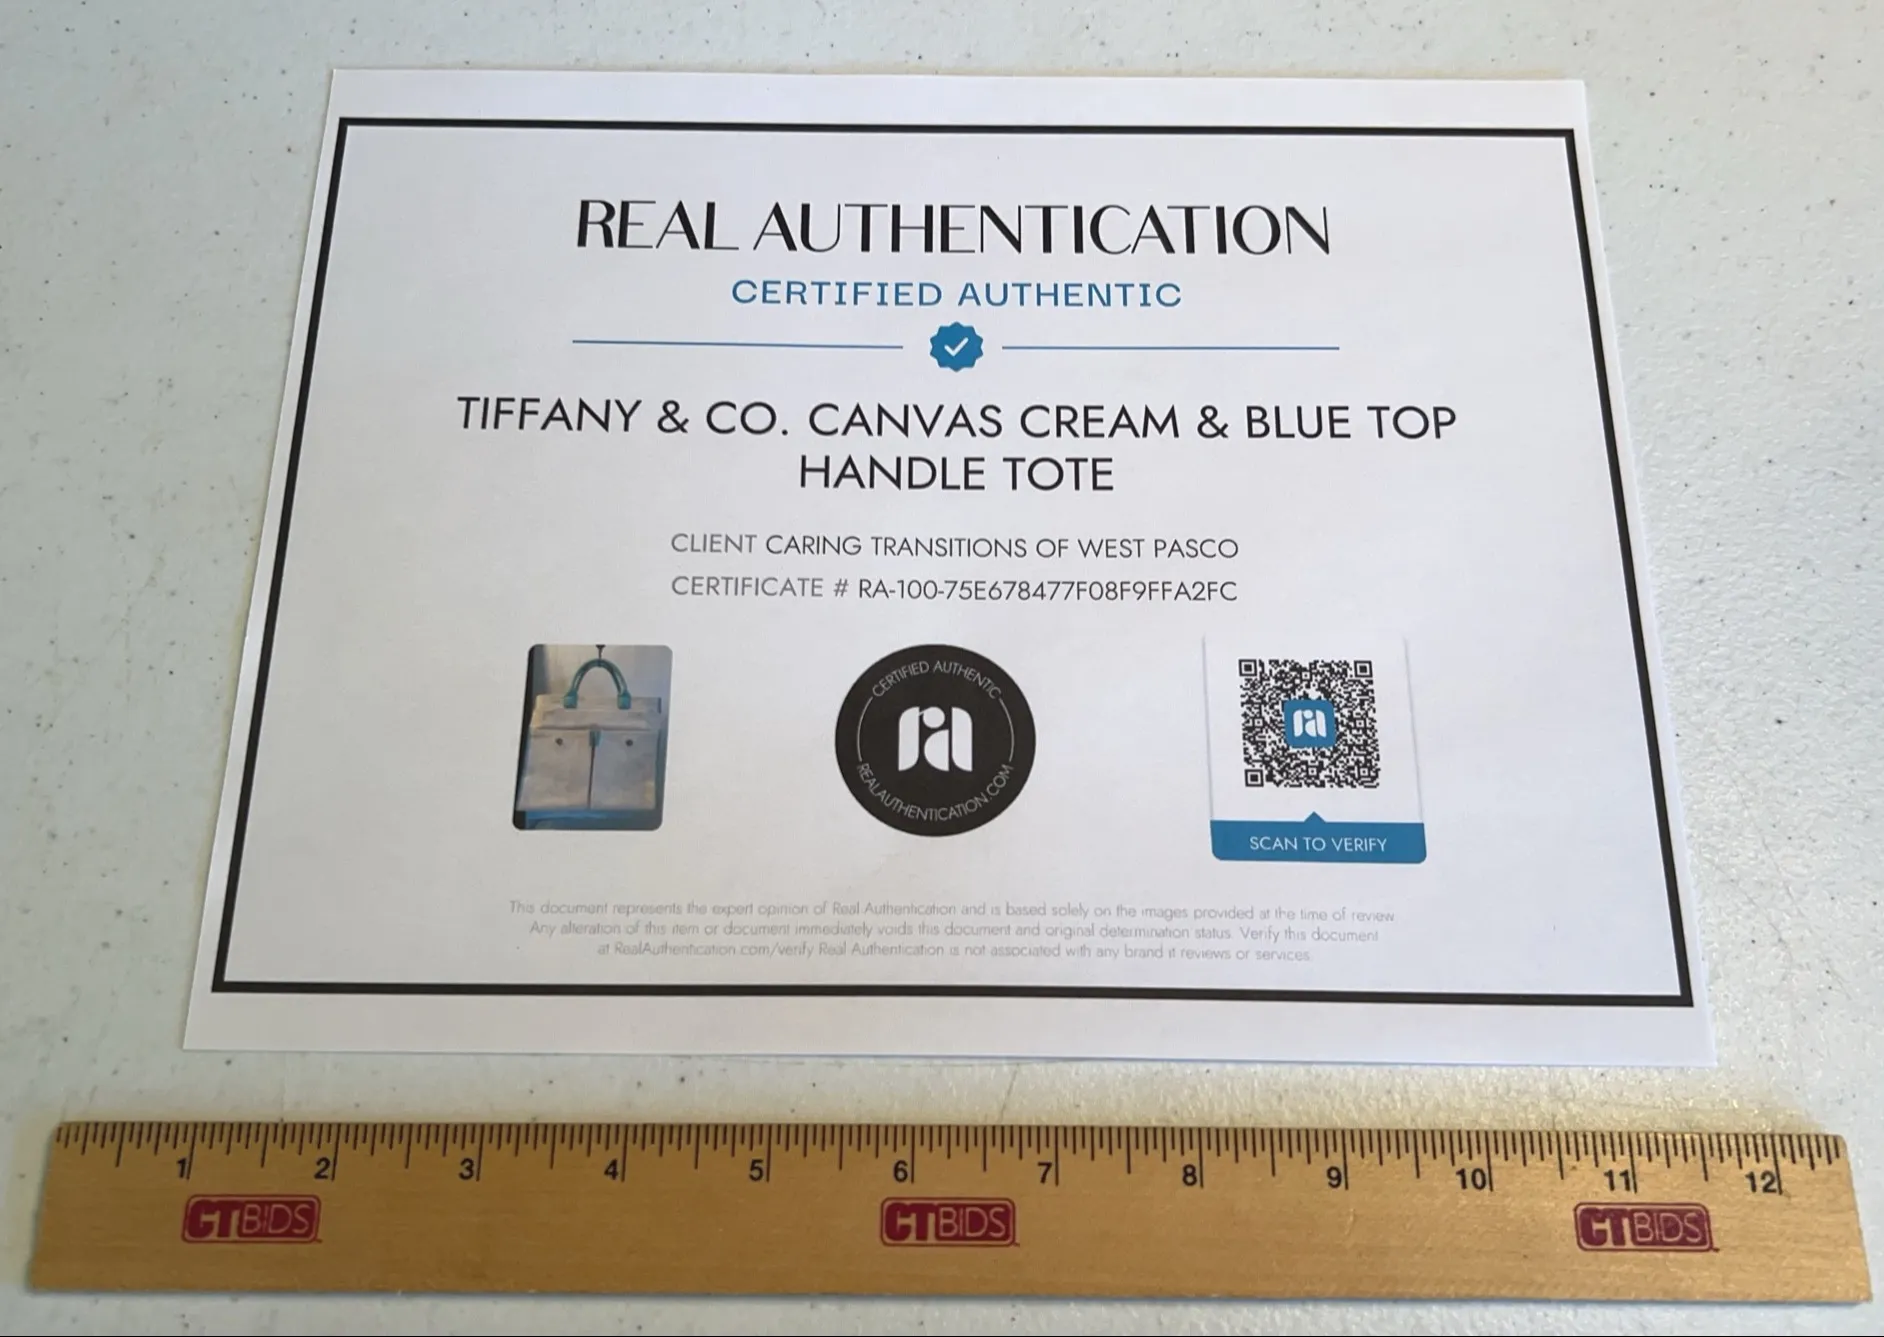 REAL AUTHENTICATION
CERTIFIED AUTHENTIC
TIFFANY & CO. CANVAS CREAM & BLUE TOP
HANDLE TOTE
CLIENT CARING TRANSITIONS OF WEST PASCO
CERTIFICATE # RA-100-75E678477F08F9FFA2FC
CERTIFIED AUTHENTIC
ra
REALAUTHENTICATION.COM
ra
SCAN TO VERIFY
This document represents the expert opinion of Real Authentication and is based solely on the images provided at the time of review.
Any alteration of this item or document immediately voids this document and original determination status. Verify this document
at RealAuthentication.com/verify Real Authentication is not associated with any brand it reviews or services.
1 2 3 4 5 6 7 8 9 10 11 12
CTBIDS CTBIDS CTBIDS